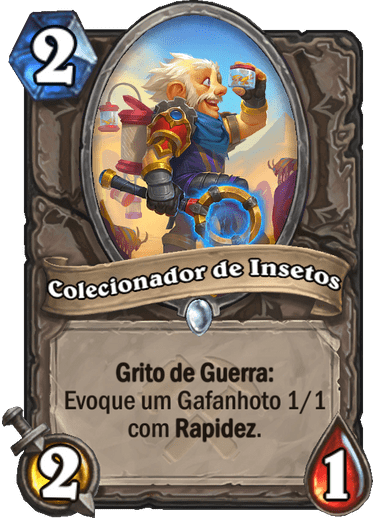 2
Colecionador de Insetos
Grito de Guerra:
Evoque um Gafanhoto 1/1
com Rapidez.
2
1